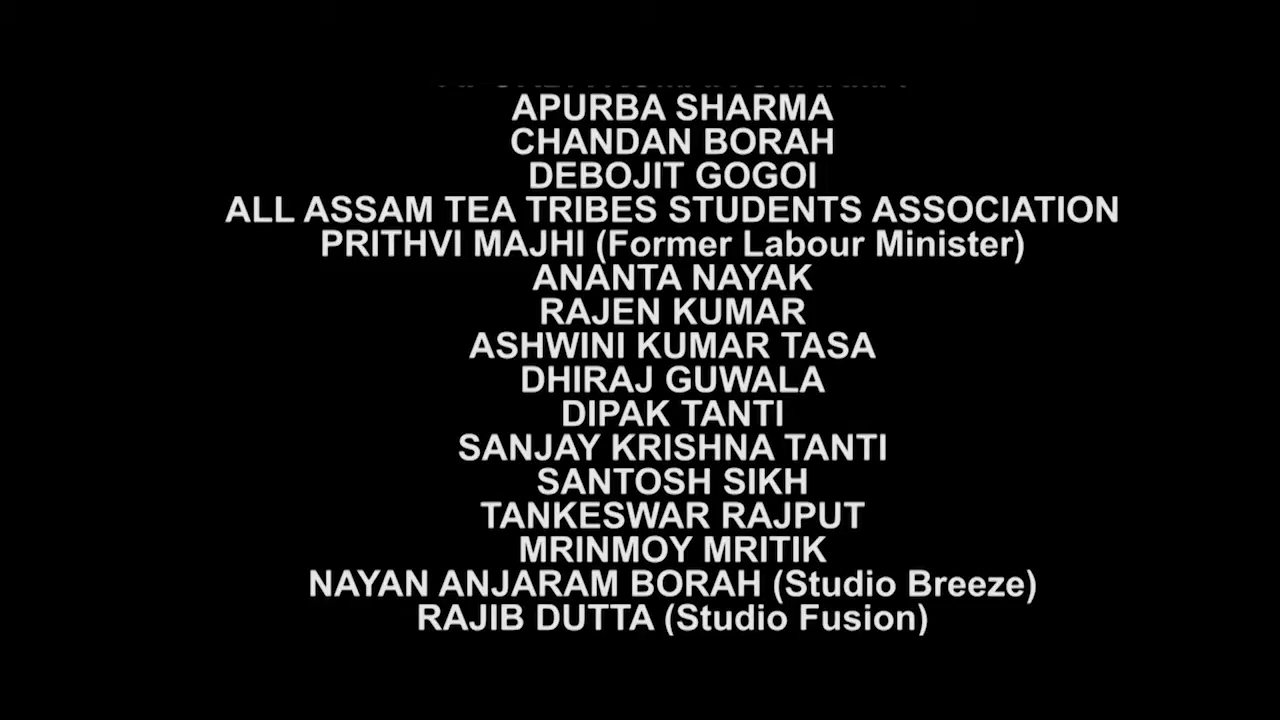 APURBA SHARMA
CHANDAN BORAH
DEBOJIT GOGOI
ALL ASSAM TEA TRIBES STUDENTS ASSOCIATION
PRITHVI MAJHI (Former Labour Minister)
ANANTA NAYAK
RAJEN KUMAR
ASHWINI KUMAR TASA
DHIRAJ GUWALA
DIPAK TANTI
SANJAY KRISHNA TANTI
SANTOSH SIKH
TANKESWAR RAJPUT
MRINMOY MRITIK
NAYAN ANJARAM BORAH (Studio Breeze)
RAJIB DUTTA (Studio Fusion)